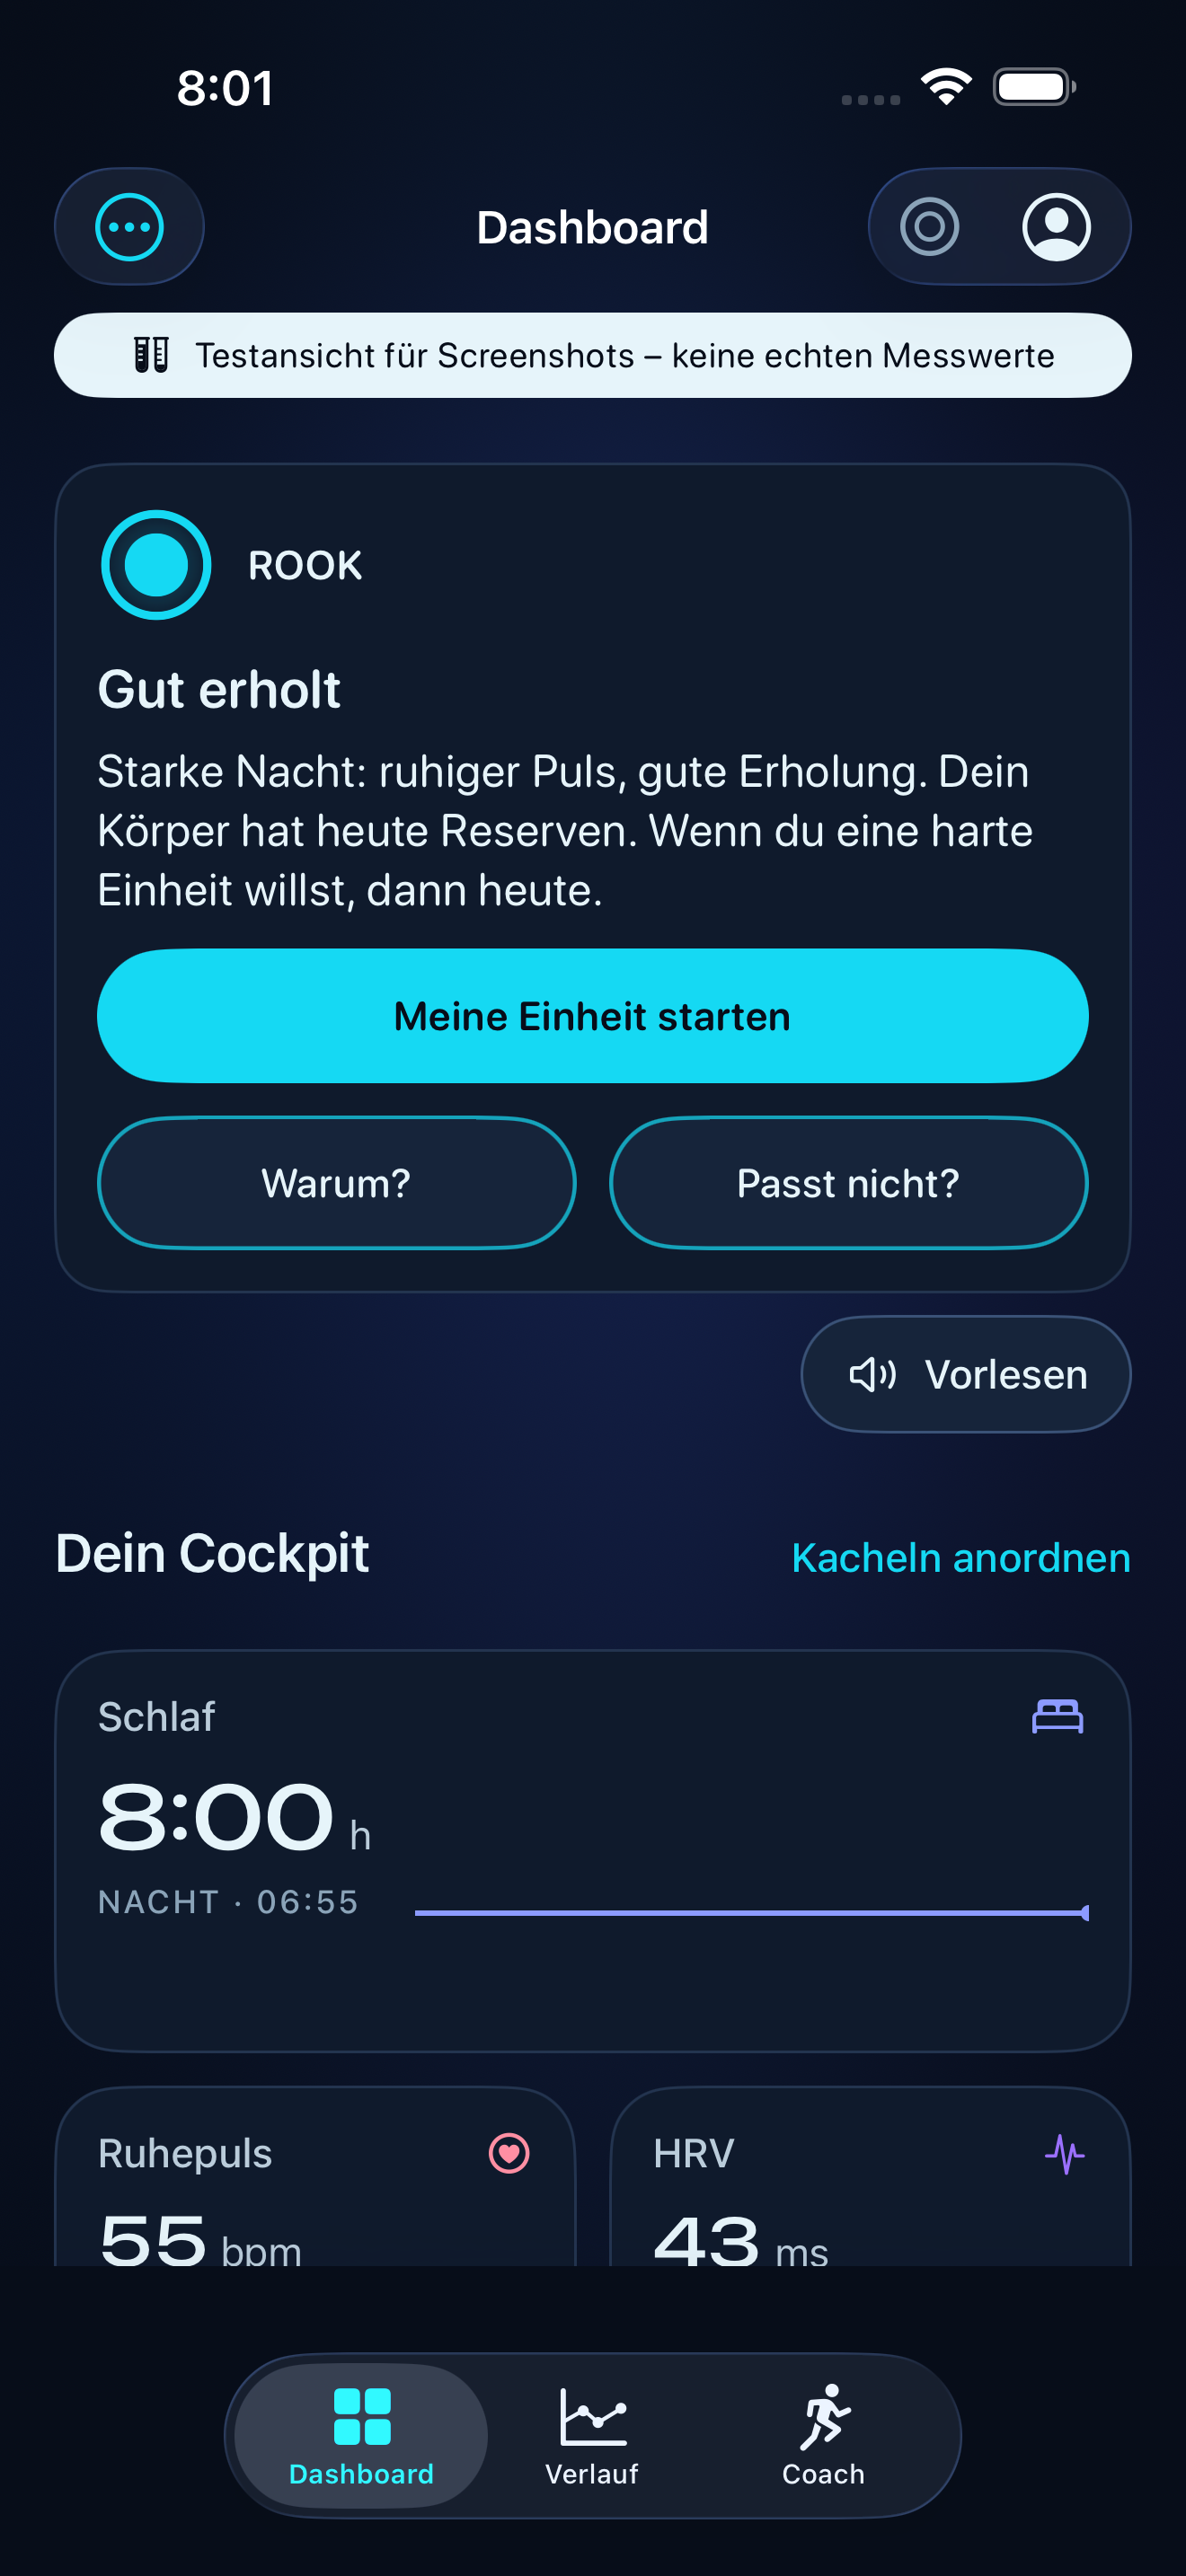 8:01
Dashboard
Testansicht für Screenshots – keine echten Messwerte
ROOK
Gut erholt
Starke Nacht: ruhiger Puls, gute Erholung. Dein
Körper hat heute Reserven. Wenn du eine harte
Einheit willst, dann heute.
Meine Einheit starten
Warum?
Passt nicht?
Vorlesen
Dein Cockpit
Kacheln anordnen
Schlaf
8:00 h
NACHT · 06:55
Ruhepuls
HRV
55 bpm
43 ms
Dashboard
Verlauf
Coach